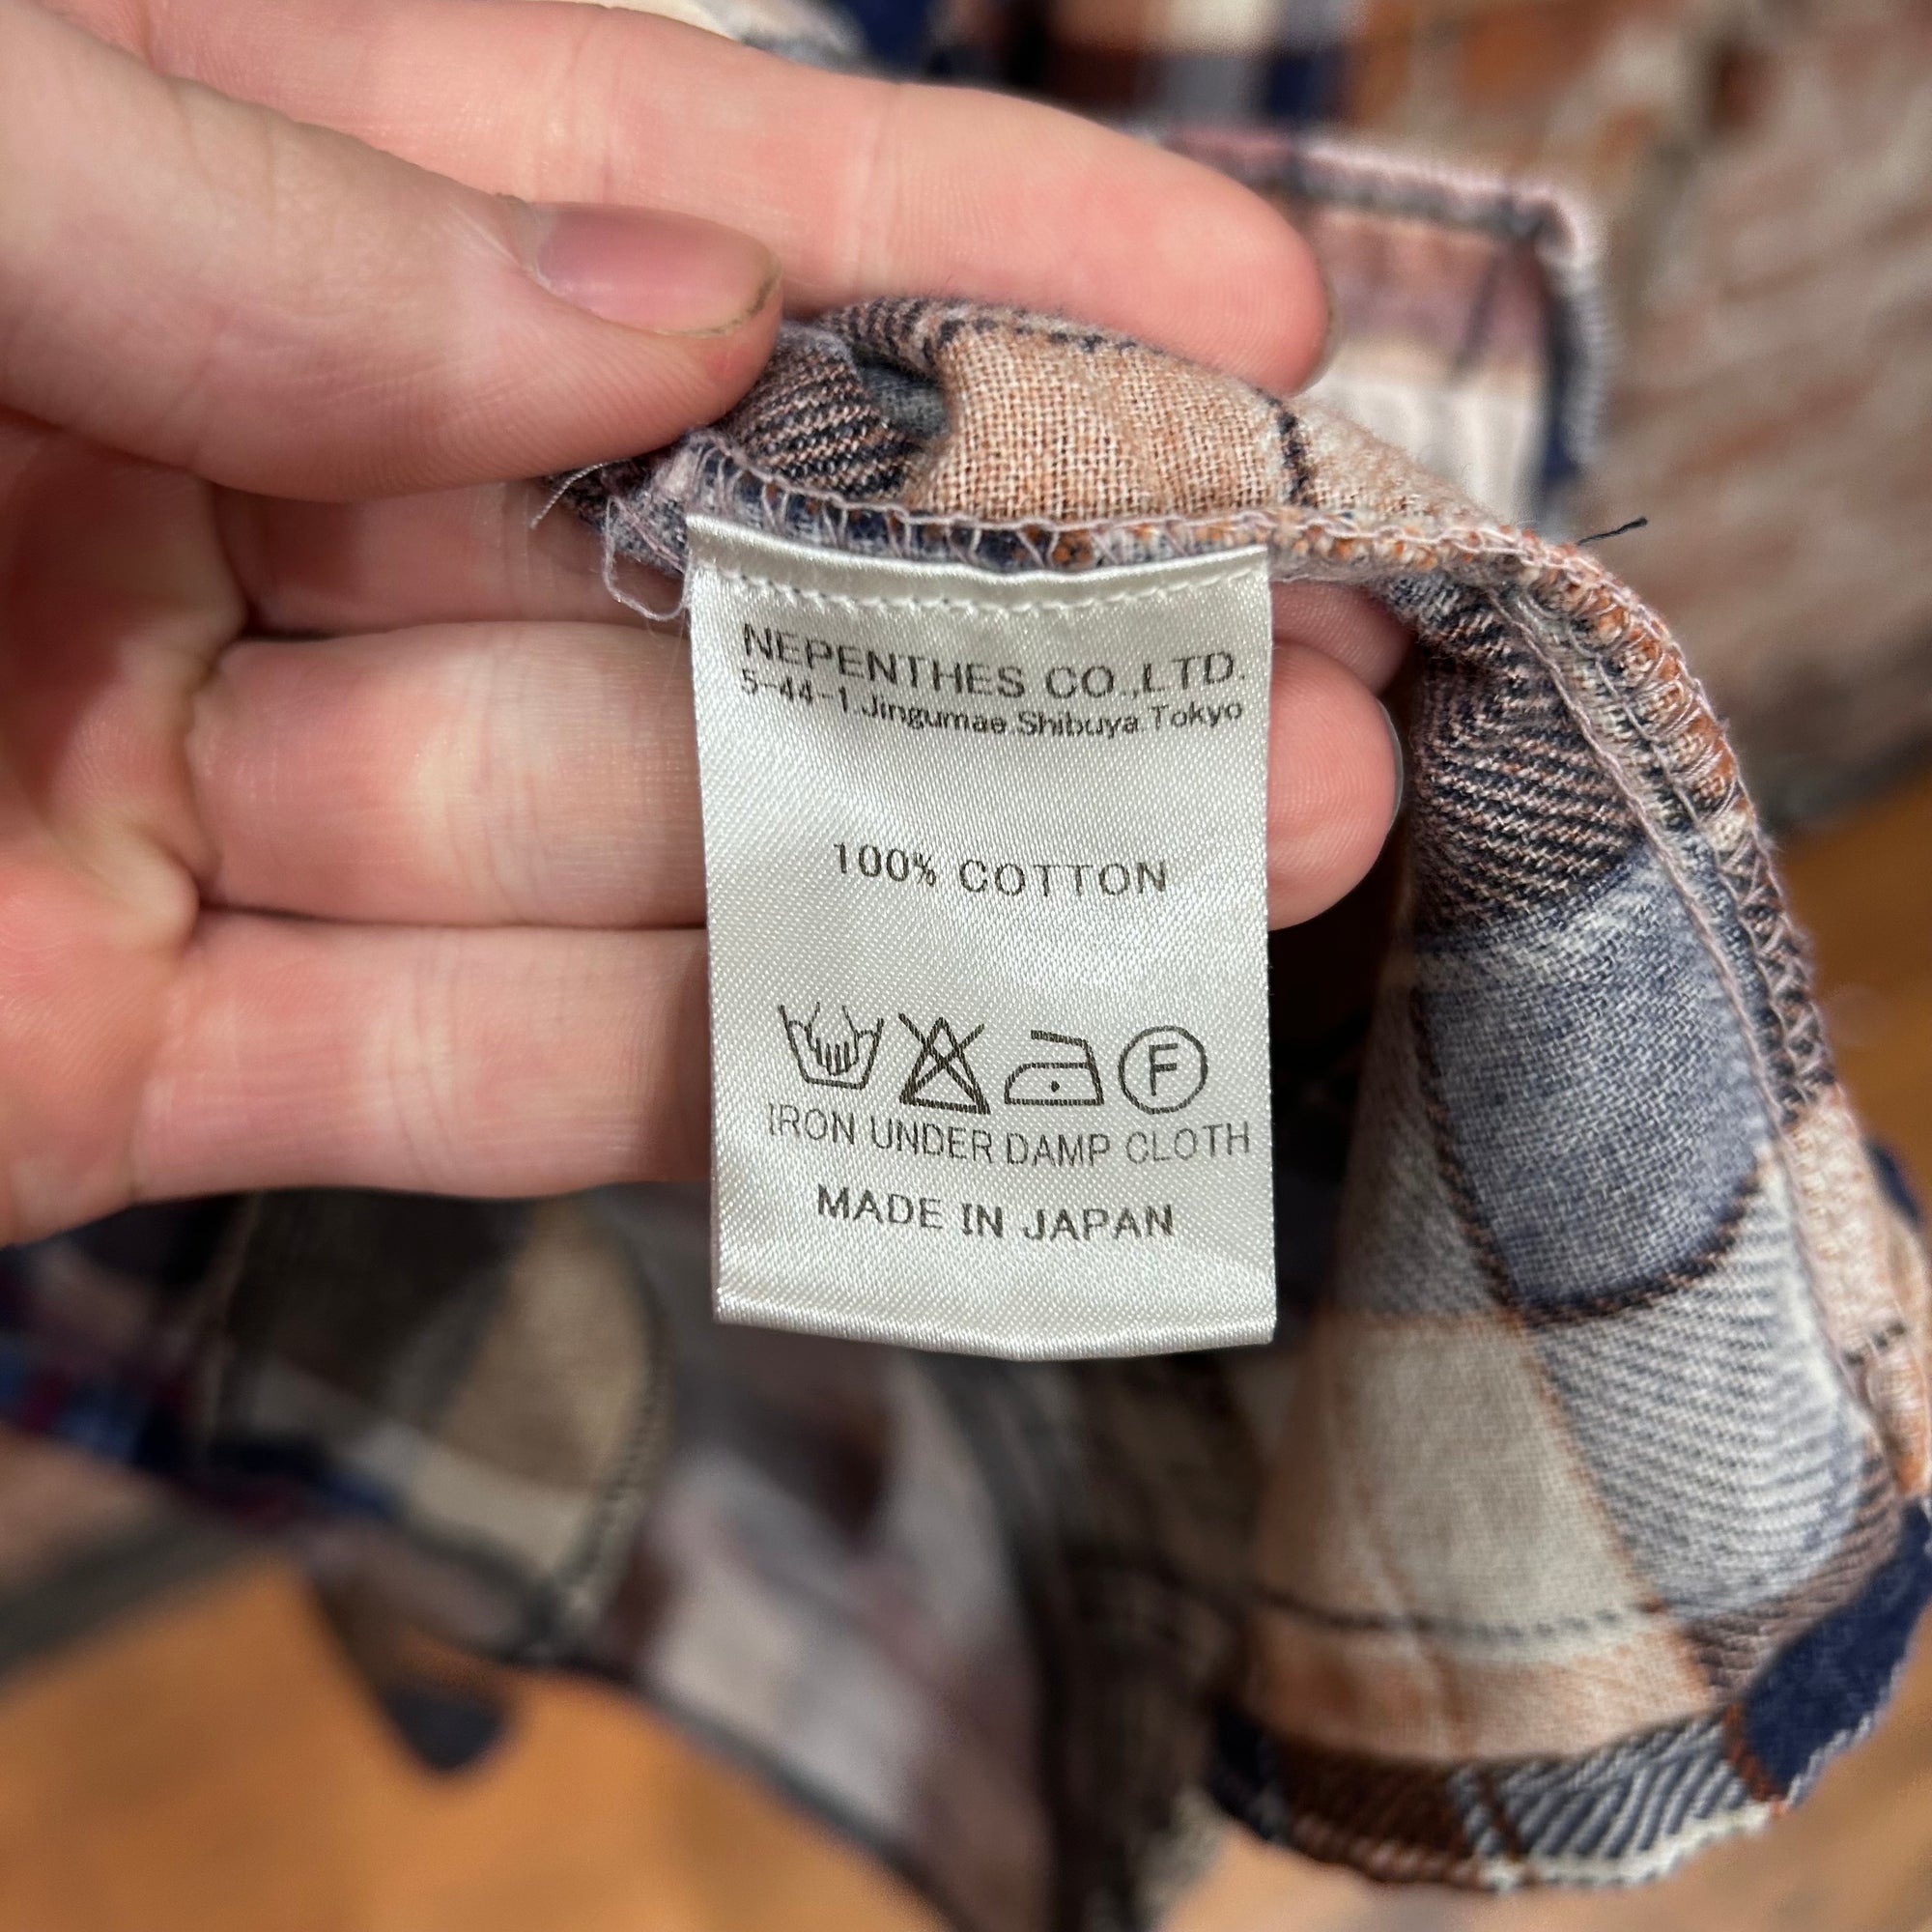 NEPENTHES CO.,LTD.
5-44-1.Jingumae.Shibuya.Tokyo
100% COTTON
F
IRON UNDER DAMP CLOTH
MADE IN JAPAN